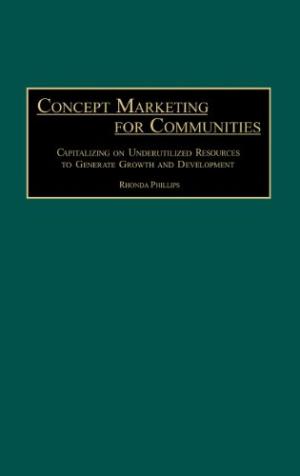 CONCEPT MARKETING
FOR COMMUNITIES
CAPITALIZING ON UNDERUTILIZED RESOURCES
TO GENERATE GROWTH AND DEVELOPMENT
RHONDA PHILLIPS